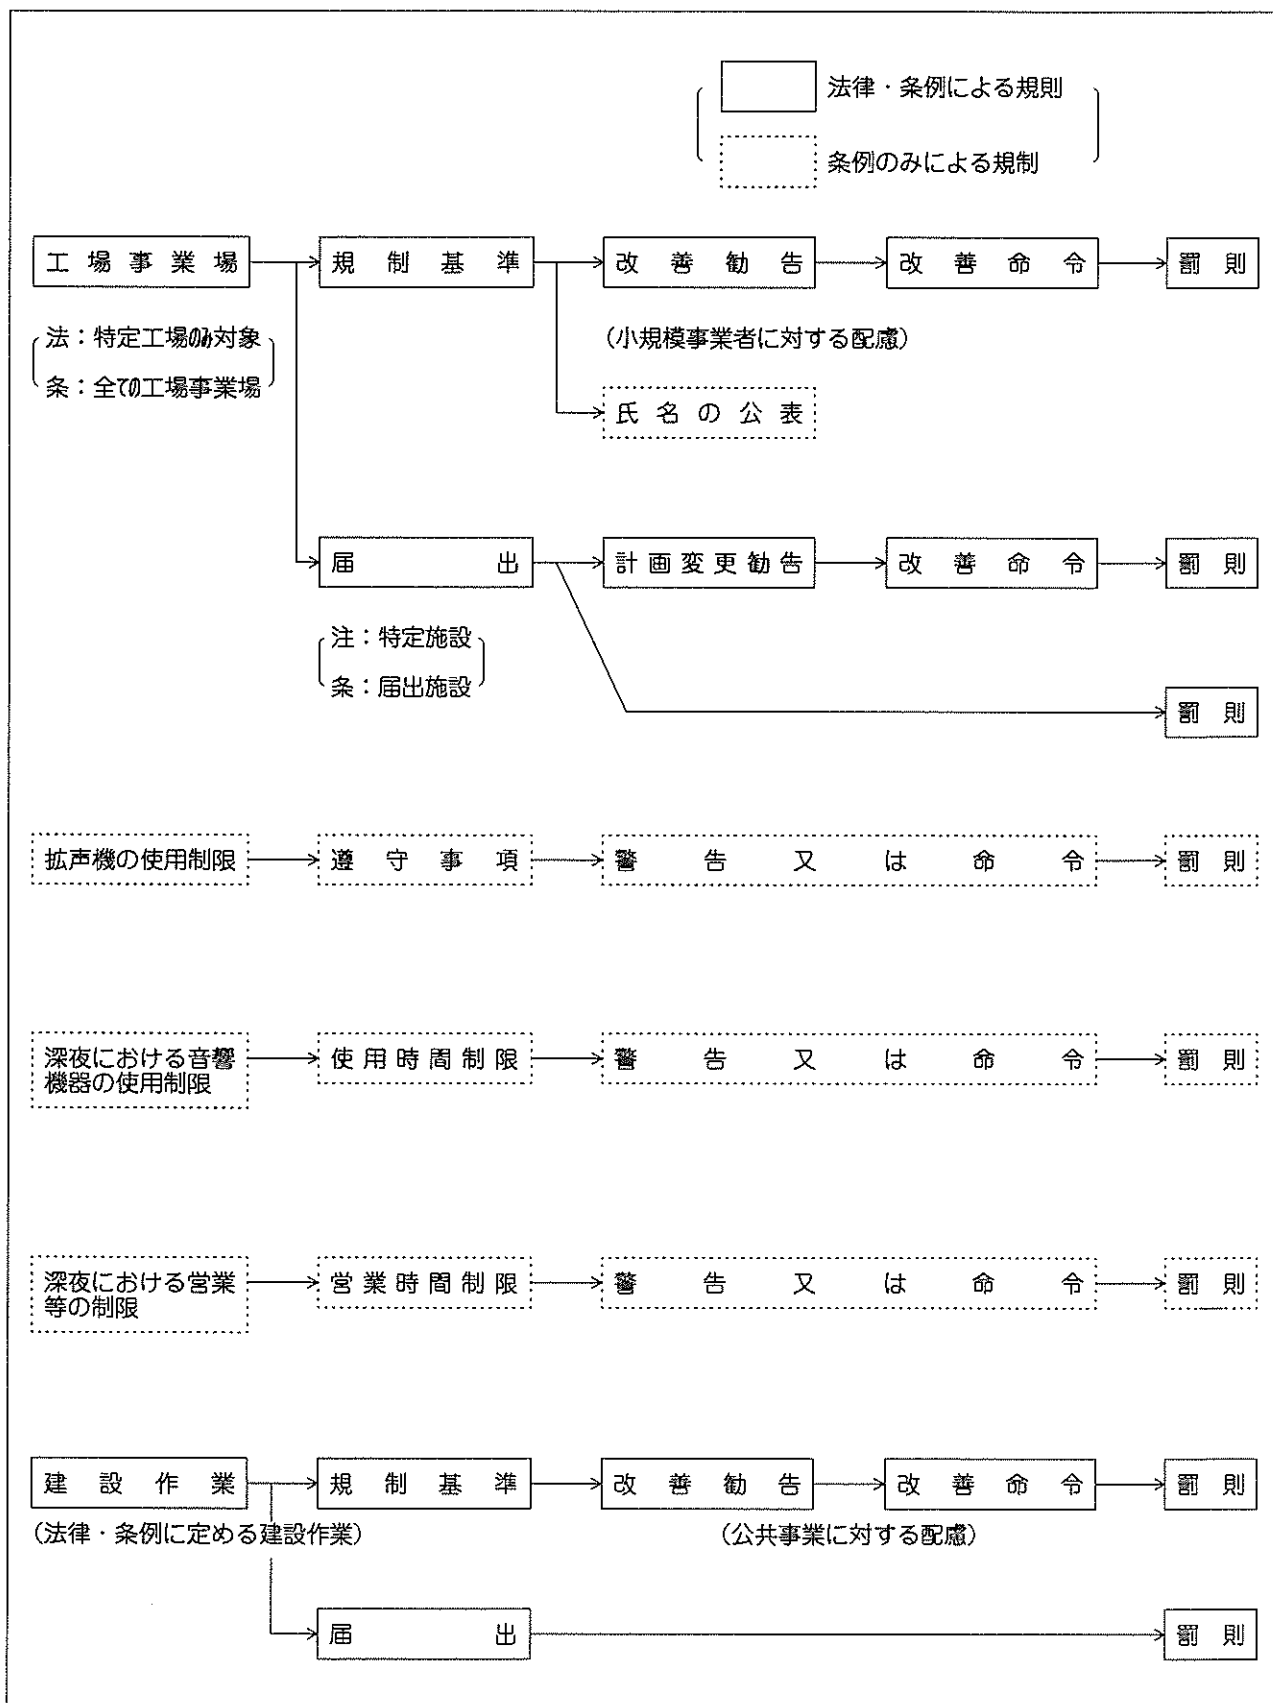 法律・条例による規則
条例のみによる規制
工場事業場 規制基準 改善勧告 改善命令 罰則
法：特定工場のみ対象 (小規模事業者に対する配慮)
条：全ての工場事業場
氏名の公表
届出 計画変更勧告 改善命令 罰則
注：特定施設
条：届出施設
罰則
拡声機の使用制限 遵守事項 警告又は命令 罰則
深夜における音響
機器の使用制限
使用時間制限 警告又は命令 罰則
深夜における営業
等の制限
営業時間制限 警告又は命令 罰則
建設作業 規制基準 改善勧告 改善命令 罰則
(法律・条例に定める建設作業) (公共事業に対する配慮)
届出 罰則